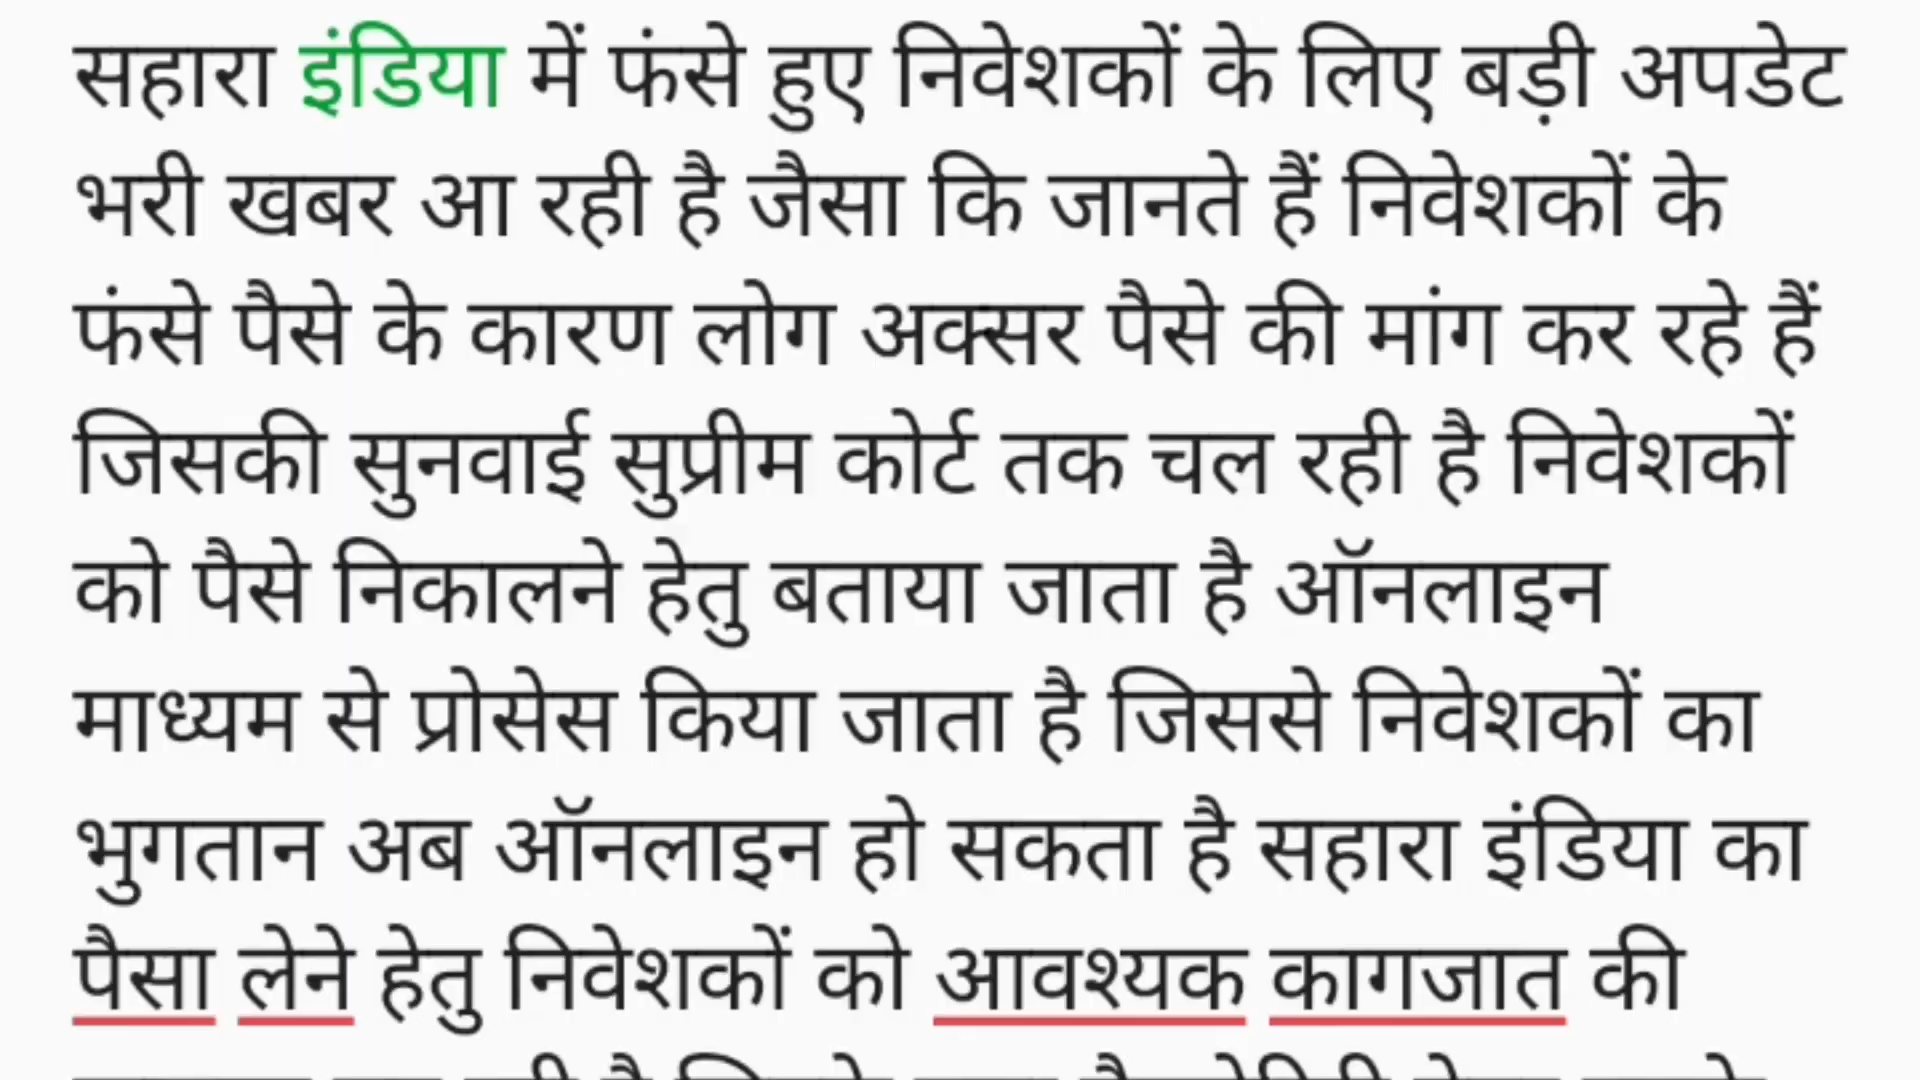 सहारा इंडिया में फंसे हुए निवेशकों के लिए बड़ी अपडेट
भरी खबर आ रही है जैसा कि जानते हैं निवेशकों के
फंसे पैसे के कारण लोग अक्सर पैसे की मांग कर रहे हैं
जिसकी सुनवाई सुप्रीम कोर्ट तक चल रही है निवेशकों
को पैसे निकालने हेतु बताया जाता है ऑनलाइन
माध्यम से प्रोसेस किया जाता है जिससे निवेशकों का
भुगतान अब ऑनलाइन हो सकता है सहारा इंडिया का
पैसा लेने हेतु निवेशकों को आवश्यक कागजात की